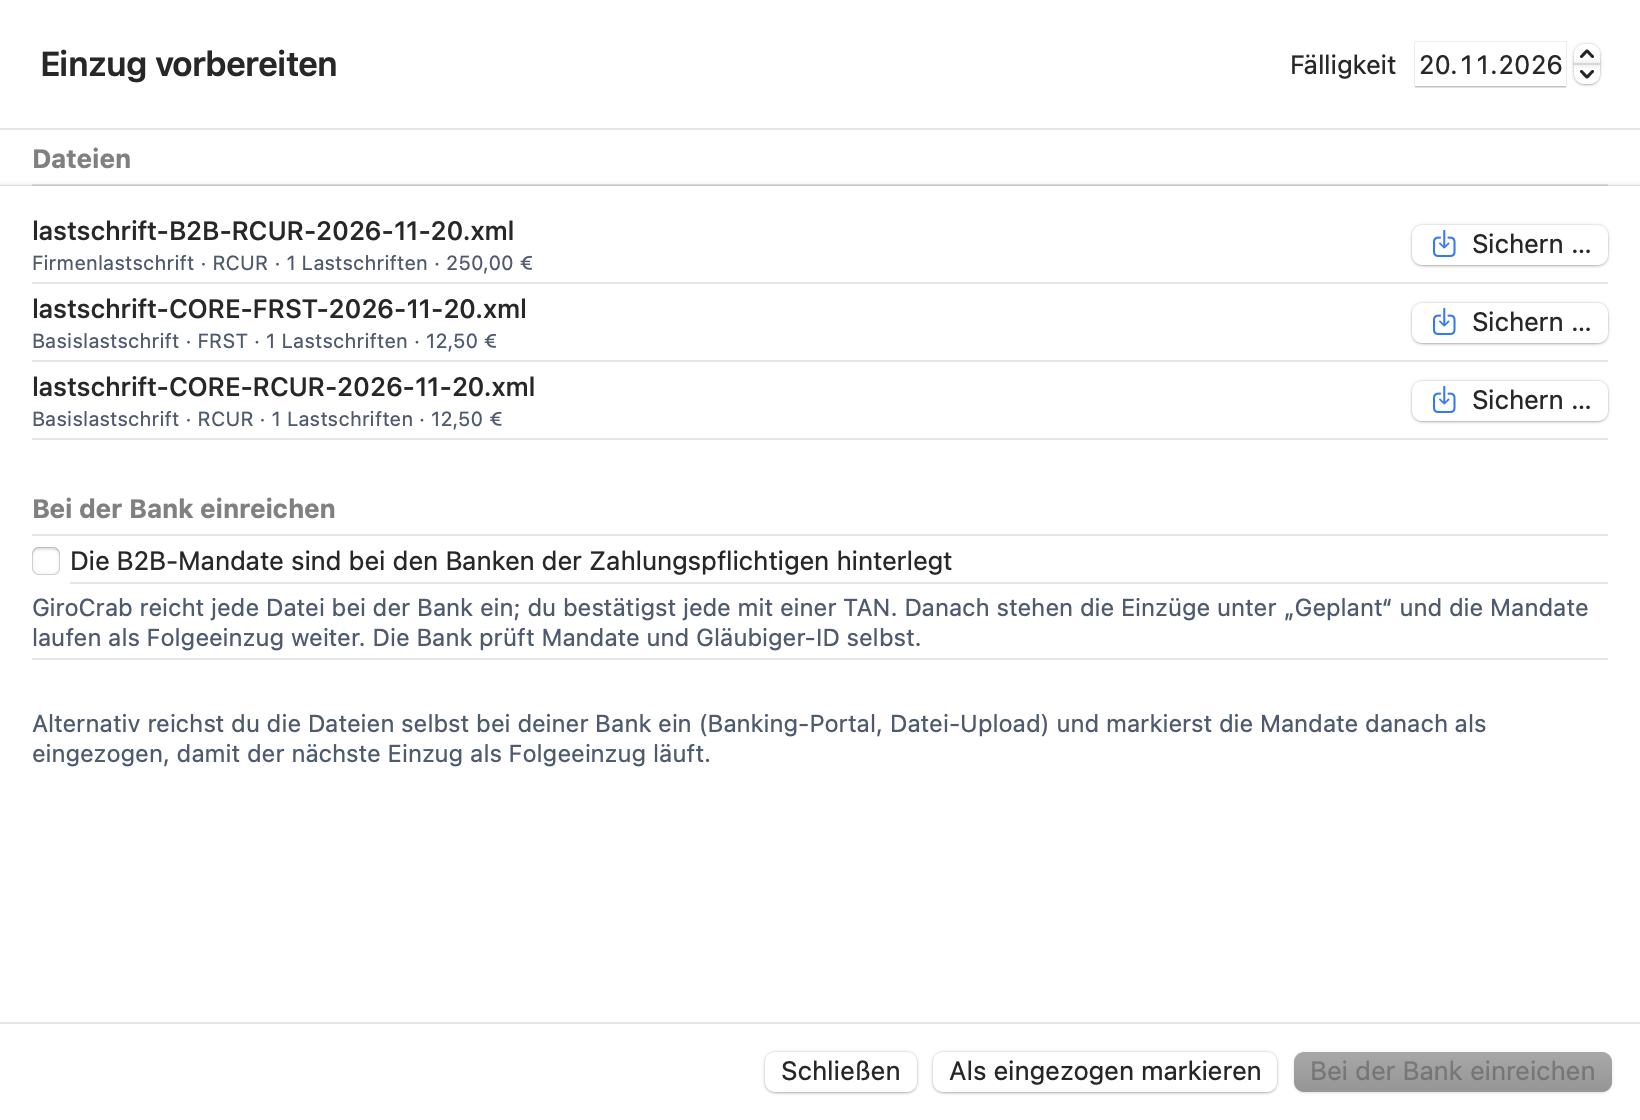 Einzug vorbereiten
Fälligkeit 20.11.2026
Dateien
lastschrift-B2B-RCUR-2026-11-20.xml
Firmenlastschrift · RCUR · 1 Lastschriften · 250,00 €
Sichern ...
lastschrift-CORE-FRST-2026-11-20.xml
Basislastschrift · FRST · 1 Lastschriften · 12,50 €
Sichern ...
lastschrift-CORE-RCUR-2026-11-20.xml
Basislastschrift · RCUR · 1 Lastschriften · 12,50 €
Sichern ...
Bei der Bank einreichen
Die B2B-Mandate sind bei den Banken der Zahlungspflichtigen hinterlegt
GiroCrab reicht jede Datei bei der Bank ein; du bestätigst jede mit einer TAN. Danach stehen die Einzüge unter „Geplant“ und die Mandate
laufen als Folgeeinzug weiter. Die Bank prüft Mandate und Gläubiger-ID selbst.
Alternativ reichst du die Dateien selbst bei deiner Bank ein (Banking-Portal, Datei-Upload) und markierst die Mandate danach als
eingezogen, damit der nächste Einzug als Folgeeinzug läuft.
Schließen
Als eingezogen markieren
Bei der Bank einreichen